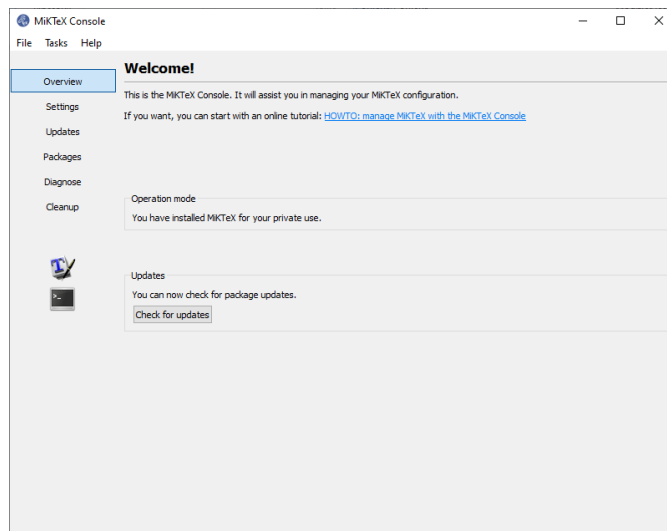 MiKTeX Console
File Tasks Help
Overview
Settings
Updates
Packages
Diagnose
Cleanup
Welcome!
This is the MiKTeX Console. It will assist you in managing your MiKTeX configuration.
If you want, you can start with an online tutorial: HOWTO: manage MiKTeX with the MiKTeX Console
Operation mode
You have installed MiKTeX for your private use.
Updates
You can now check for package updates.
Check for updates